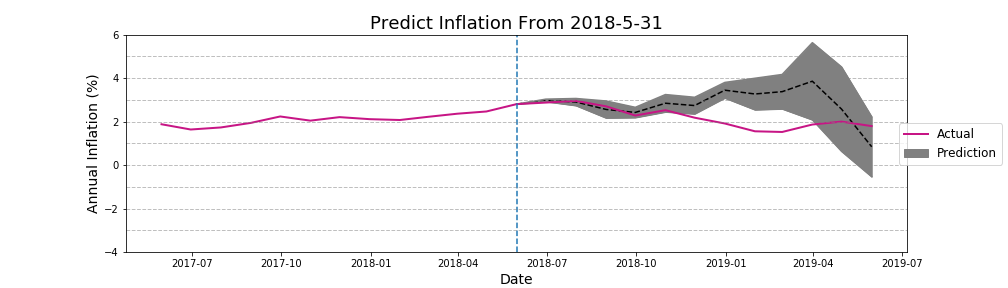 Predict Inflation From 2018-5-31
Annual Inflation (%)
6
4
2
0
−2
−4
2017-07 2017-10 2018-01 2018-04 2018-07 2018-10 2019-01 2019-04 2019-07
Date
Actual
Prediction